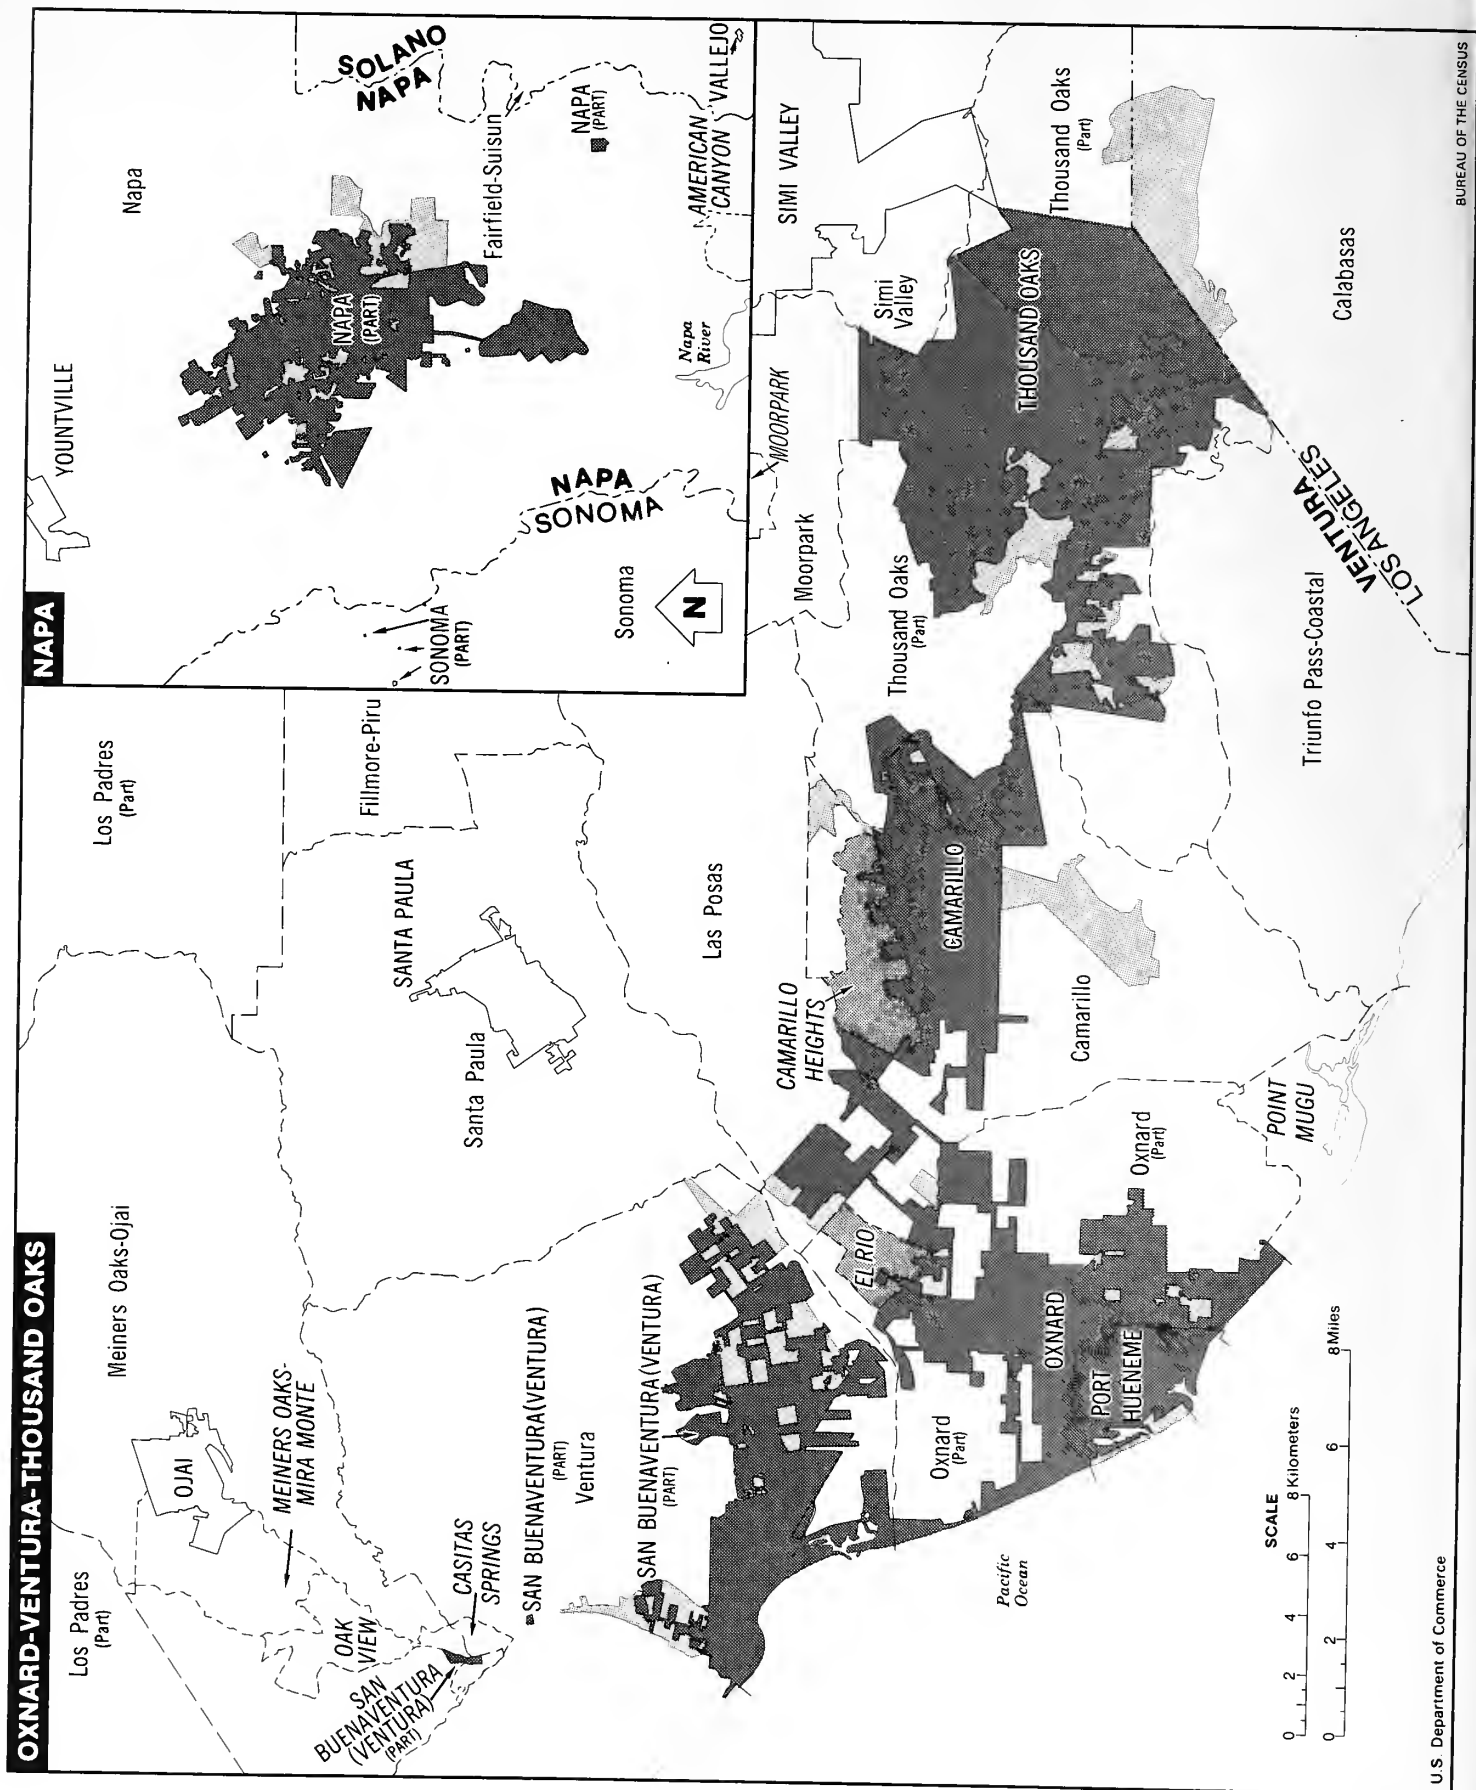 OXNARD-VENTURA-THOUSAND OAKS
Los Padres
(Part)
OJAI
Meiners Oaks-Ojai
MEINERS OAKS-
MIRA MONTE
OAK
VIEW
SAN
BUENAVENTURA
(VENTURA)
(PART)
CASITAS
SPRINGS
SAN BUENAVENTURA (VENTURA)
(PART)
Ventura
SAN BUENAVENTURA (VENTURA)
(PART)
Los Padres
(Part)
Fillmore-Piru
SANTA PAULA
Santa Paula
Las Posas
CAMARILLO
HEIGHTS
CAMARILLO
Camarillo
EL RIO
OXNARD
PORT
HUENEME
Oxnard
(Part)
Oxnard
(Part)
POINT
MUGU
Pacific
Ocean
Moorpark
MOORPARK
Thousand Oaks
(Part)
THOUSAND OAKS
Simi
Valley
SIMI VALLEY
Thousand Oaks
(Part)
Calabasas
Triunfo Pass-Coastal
VENTURA
LOS ANGELES
NAPA
YOUNTVILLE
Napa
SOLANO
NAPA
NAPA
(PART)
Fairfield-Suisun
NAPA
(PART)
AMERICAN
CANYON
VALLEJO
Napa
River
NAPA
SONOMA
SONOMA
(PART)
Sonoma
N
SCALE
0 2 4 6 8 Kilometers
0 2 4 6 8 Miles
U.S. Department of Commerce
BUREAU OF THE CENSUS